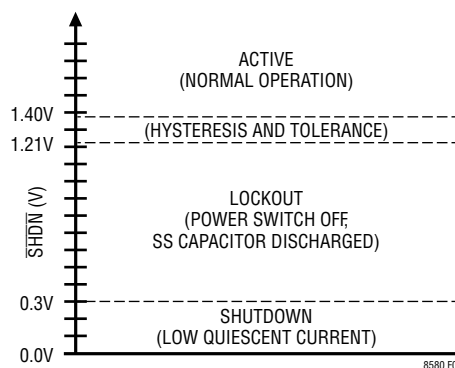 ACTIVE
(NORMAL OPERATION)
1.40V
(HYSTERESIS AND TOLERANCE)
1.21V
SHDN (V)
LOCKOUT
(POWER SWITCH OFF,
SS CAPACITOR DISCHARGED)
0.3V
SHUTDOWN
(LOW QUIESCENT CURRENT)
0.0V
8580